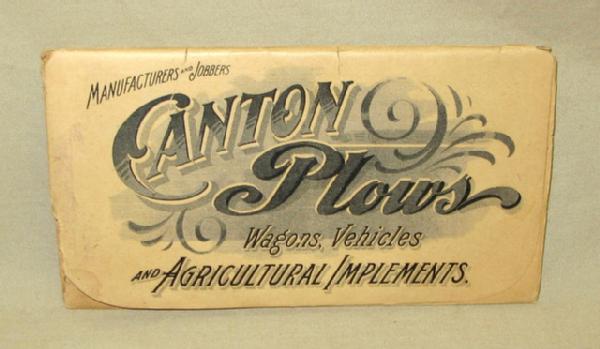 MANUFACTURERS AND JOBBERS
CANTON
Plows
Wagons, Vehicles
AND AGRICULTURAL IMPLEMENTS.